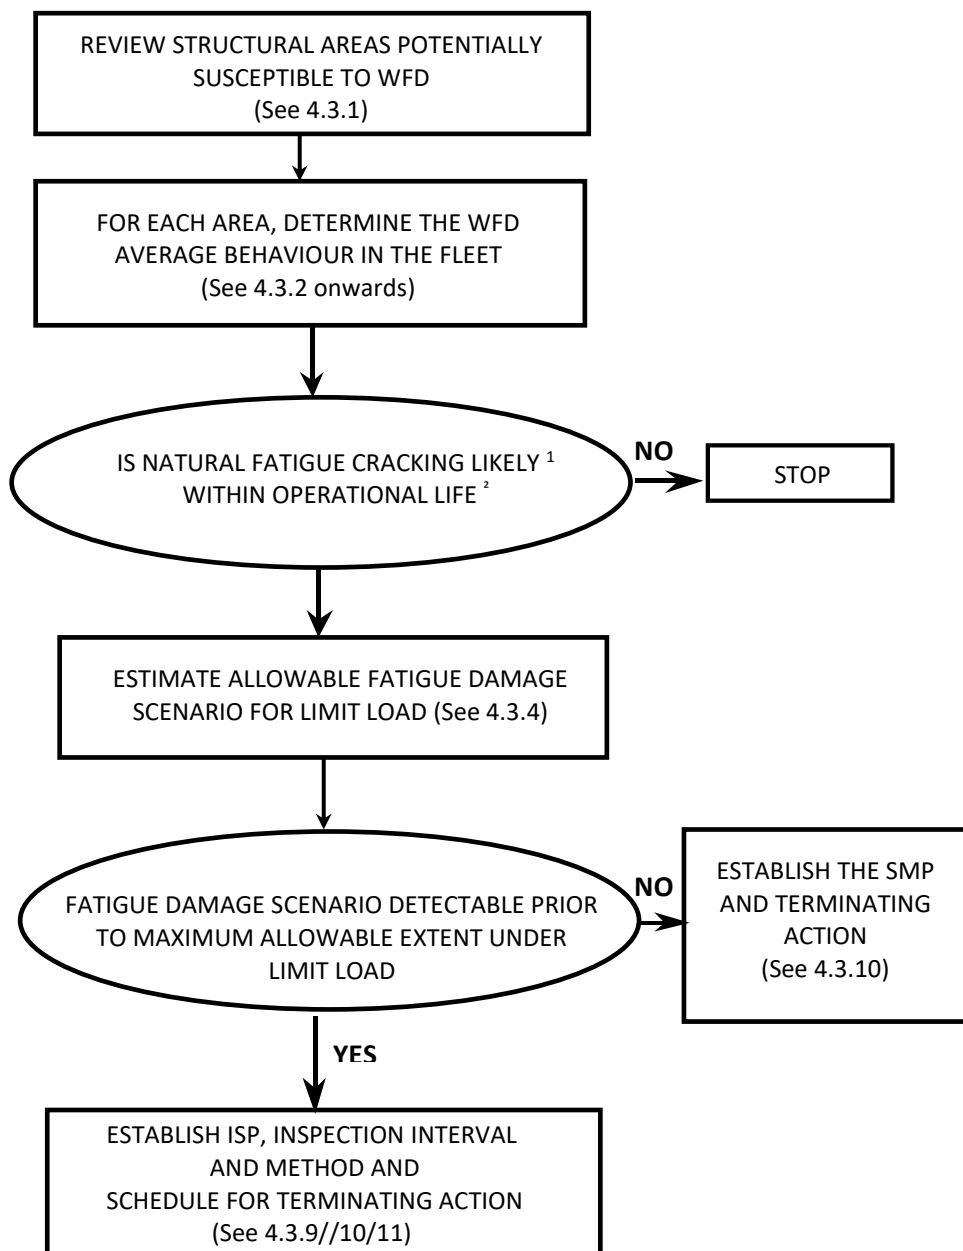 REVIEW STRUCTURAL AREAS POTENTIALLY
SUSCEPTIBLE TO WFD
(See 4.3.1)
FOR EACH AREA, DETERMINE THE WFD
AVERAGE BEHAVIOUR IN THE FLEET
(See 4.3.2 onwards)
IS NATURAL FATIGUE CRACKING LIKELY ¹
WITHIN OPERATIONAL LIFE ²
NO
STOP
ESTIMATE ALLOWABLE FATIGUE DAMAGE
SCENARIO FOR LIMIT LOAD (See 4.3.4)
FATIGUE DAMAGE SCENARIO DETECTABLE PRIOR
TO MAXIMUM ALLOWABLE EXTENT UNDER
LIMIT LOAD
NO
ESTABLISH THE SMP
AND TERMINATING
ACTION
(See 4.3.10)
YES
ESTABLISH ISP, INSPECTION INTERVAL
AND METHOD AND
SCHEDULE FOR TERMINATING ACTION
(See 4.3.9//10/11)